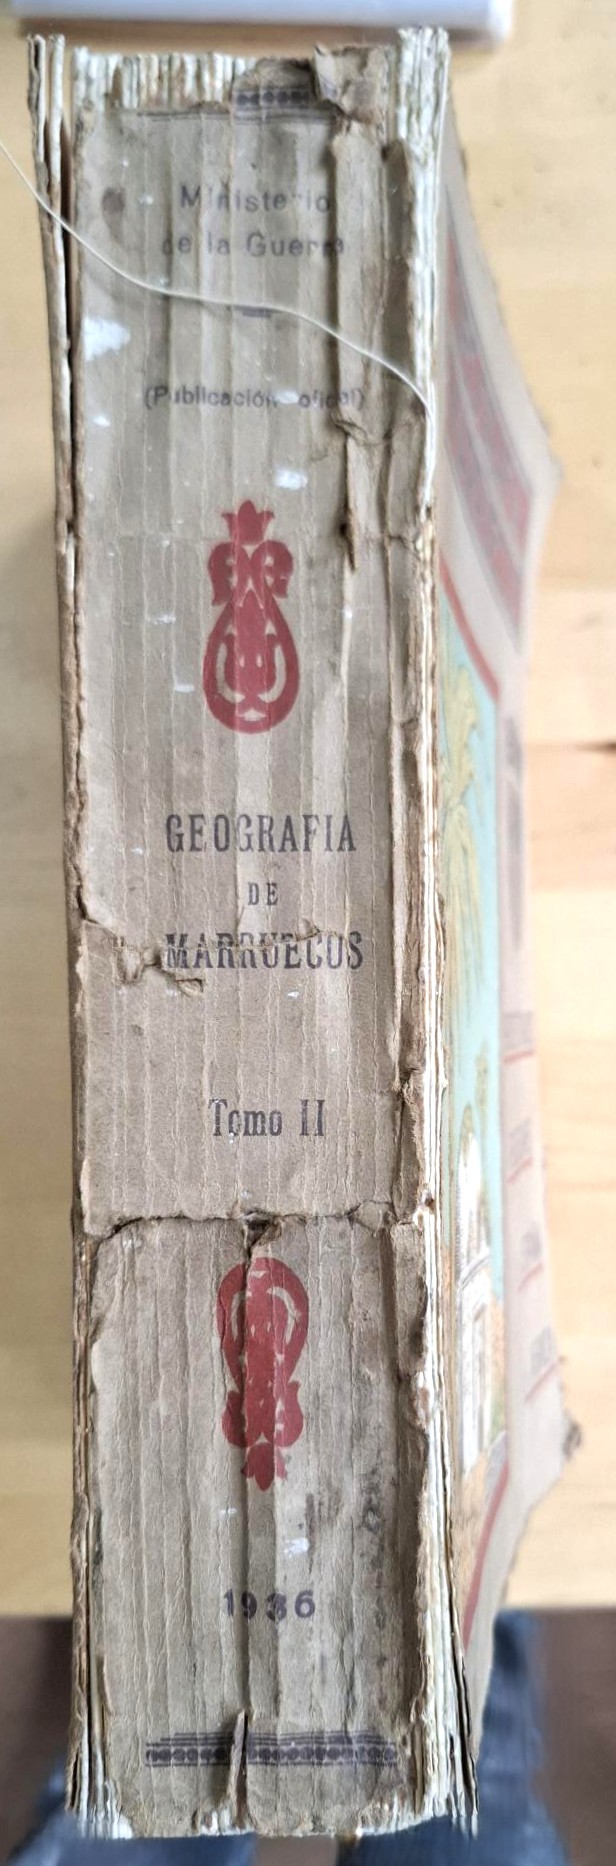 Ministerio
de la Guerra
(Publicación oficial)
GEOGRAFIA
DE
MARRUECOS
Tomo II
1936